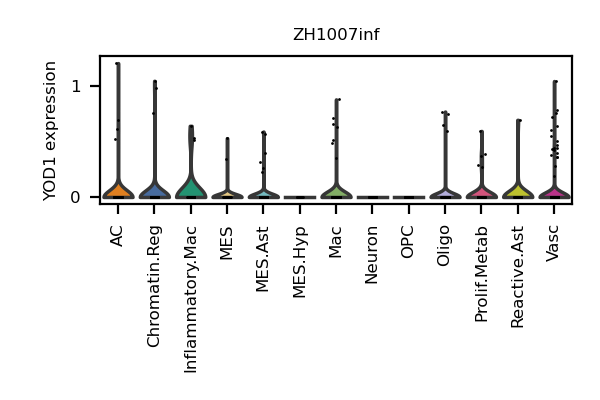 ZH1007inf
YOD1 expression
1
0
AC
Chromatin.Reg
Inflammatory.Mac
MES
MES.Ast
MES.Hyp
Mac
Neuron
OPC
Oligo
Prolif.Metab
Reactive.Ast
Vasc